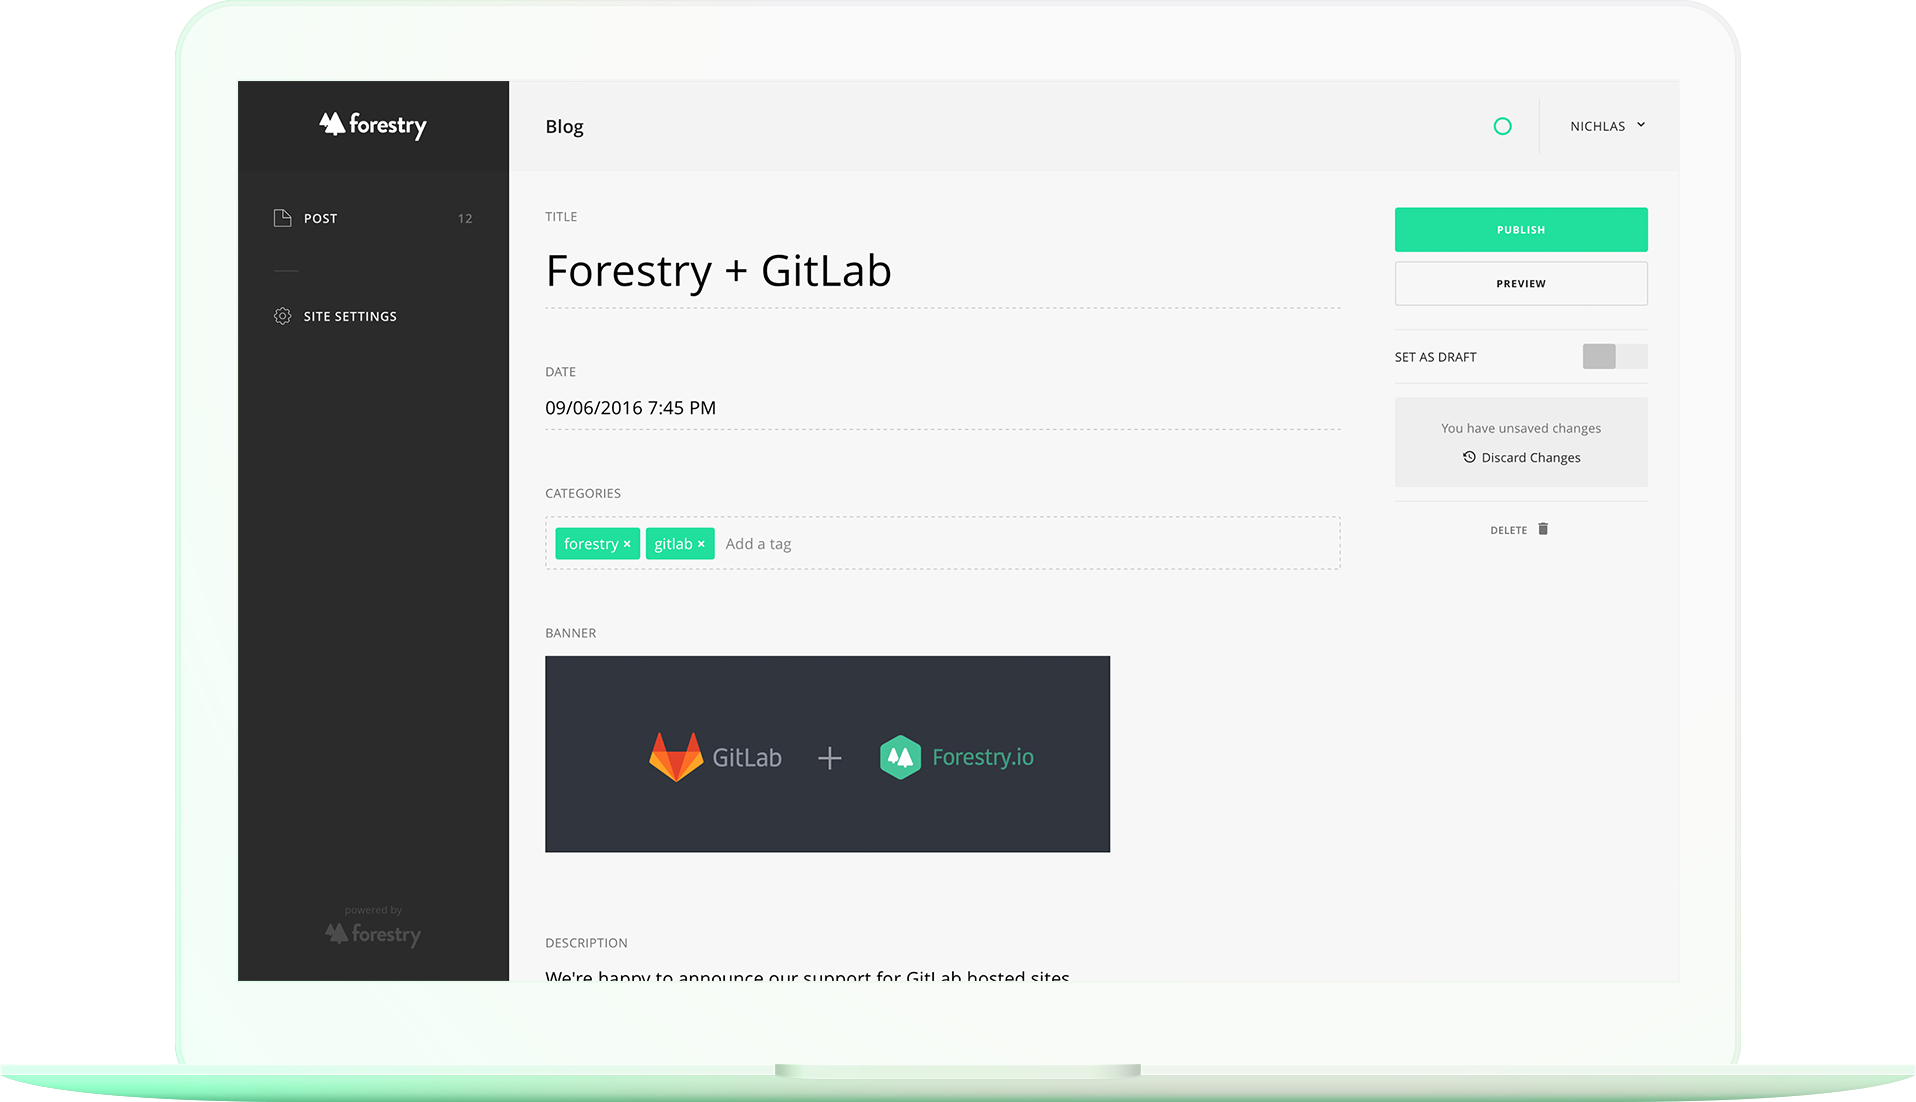 forestry
Blog
NICHLAS
POST 12
SITE SETTINGS
TITLE
Forestry + GitLab
DATE
09/06/2016 7:45 PM
CATEGORIES
forestry × gitlab × Add a tag
BANNER
GitLab + Forestry.io
DESCRIPTION
We're happy to announce our support for GitLab hosted sites
PUBLISH
PREVIEW
SET AS DRAFT
You have unsaved changes
Discard Changes
DELETE
powered by
forestry